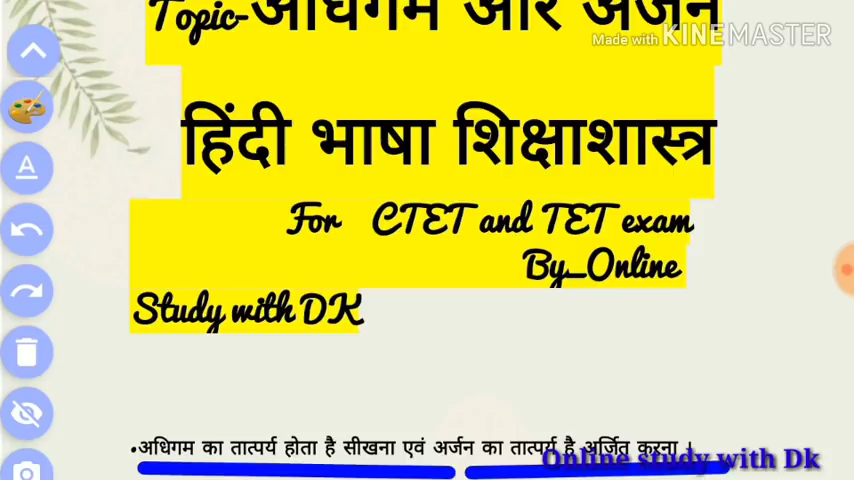 Topic-अधिगम और अर्जन
Made with KINEMASTER
हिंदी भाषा शिक्षाशास्त्र
For CTET and TET exam
By_Online
Study with DK
•अधिगम का तात्पर्य होता है सीखना एवं अर्जन का तात्पर्य है अर्जित करना ।
Online study with Dk